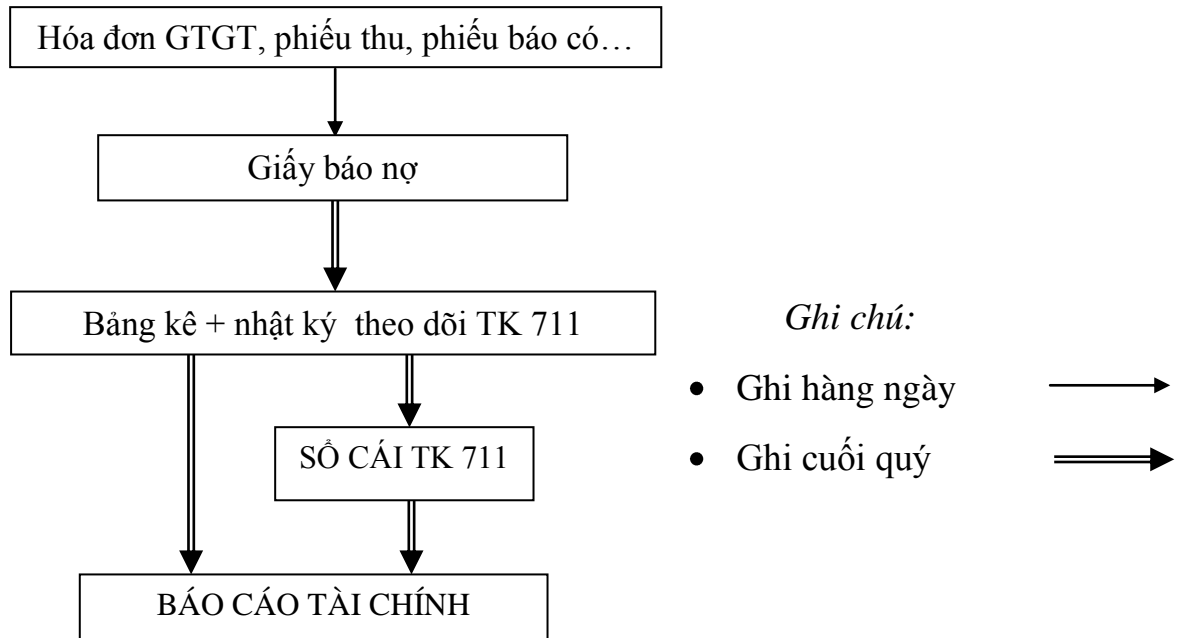 Hóa đơn GTGT, phiếu thu, phiếu báo có…
Giấy báo nợ
Bảng kê + nhật ký theo dõi TK 711
SỔ CÁI TK 711
BÁO CÁO TÀI CHÍNH
Ghi chú:
• Ghi hàng ngày
• Ghi cuối quý